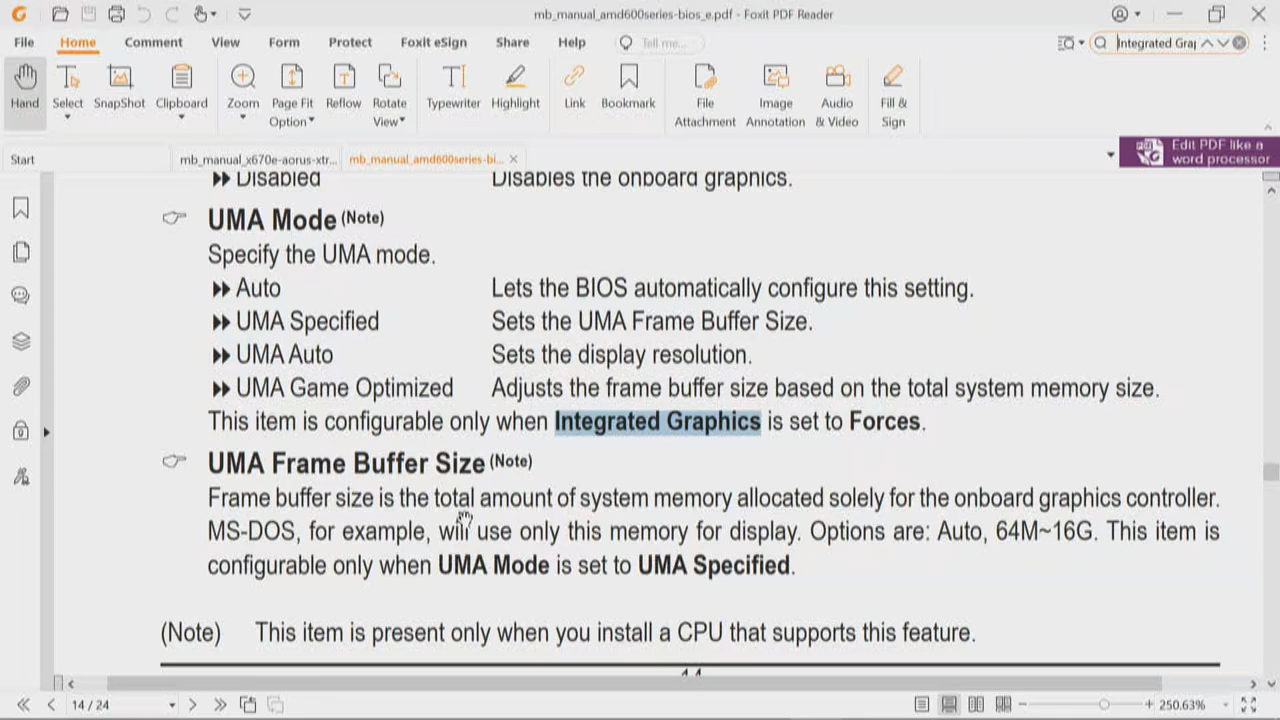 mb_manual_amd600series-bios_e.pdf - Foxit PDF Reader
File Home Comment View Form Protect Foxit eSign Share Help Tell me... Integrated Gra
Hand Select SnapShot Clipboard Zoom Page Fit Option Reflow Rotate View Typewriter Highlight Link Bookmark File Attachment Image Annotation Audio & Video Fill & Sign
Start mb_manual_x670e-aorus-xtr... mb_manual_amd600series-bi... Edit PDF like a
word processor
Disabled Disables the onboard graphics.
UMA Mode (Note)
Specify the UMA mode.
Auto Lets the BIOS automatically configure this setting.
UMA Specified Sets the UMA Frame Buffer Size.
UMA Auto Sets the display resolution.
UMA Game Optimized Adjusts the frame buffer size based on the total system memory size.
This item is configurable only when Integrated Graphics is set to Forces.
UMA Frame Buffer Size (Note)
Frame buffer size is the total amount of system memory allocated solely for the onboard graphics controller.
MS-DOS, for example, will use only this memory for display. Options are: Auto, 64M~16G. This item is
configurable only when UMA Mode is set to UMA Specified.
(Note) This item is present only when you install a CPU that supports this feature.
14 / 24 250.63%